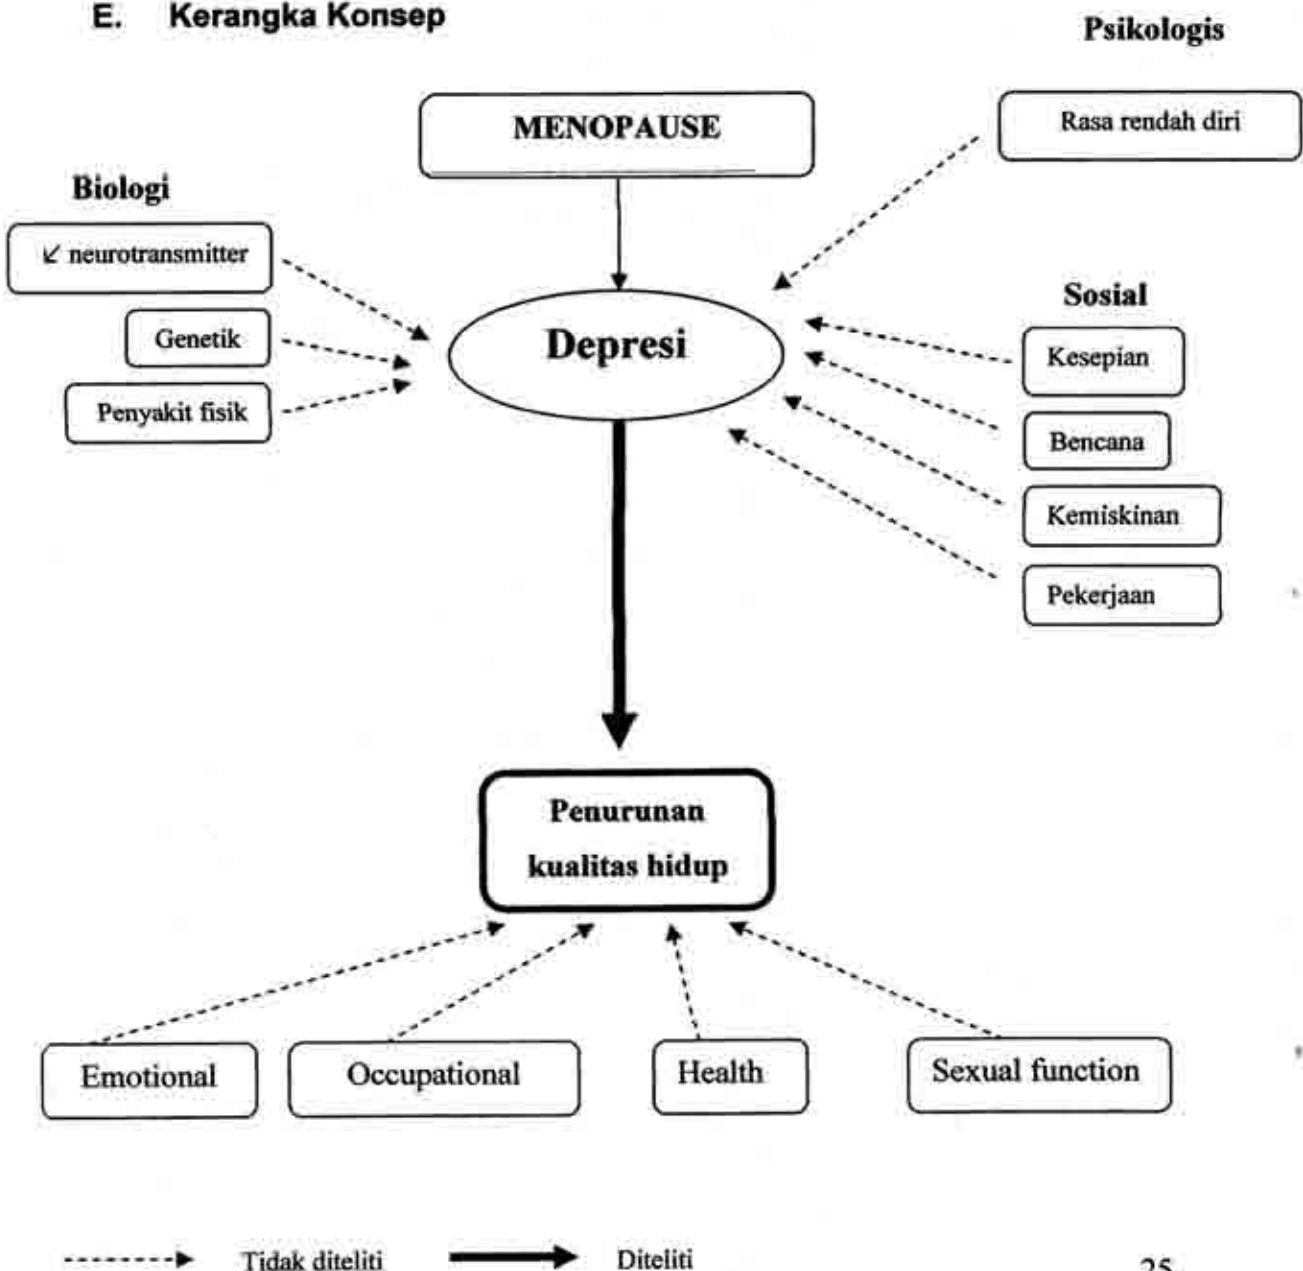 E. Kerangka Konsep
Psikologis
MENOPAUSE
Rasa rendah diri
Biologi
↙ neurotransmitter
Sosial
Genetik
Depresi
Kesepian
Penyakit fisik
Bencana
Kemiskinan
Pekerjaan
Penurunan
kualitas hidup
Emotional
Occupational
Health
Sexual function
Tidak diteliti
Diteliti
25